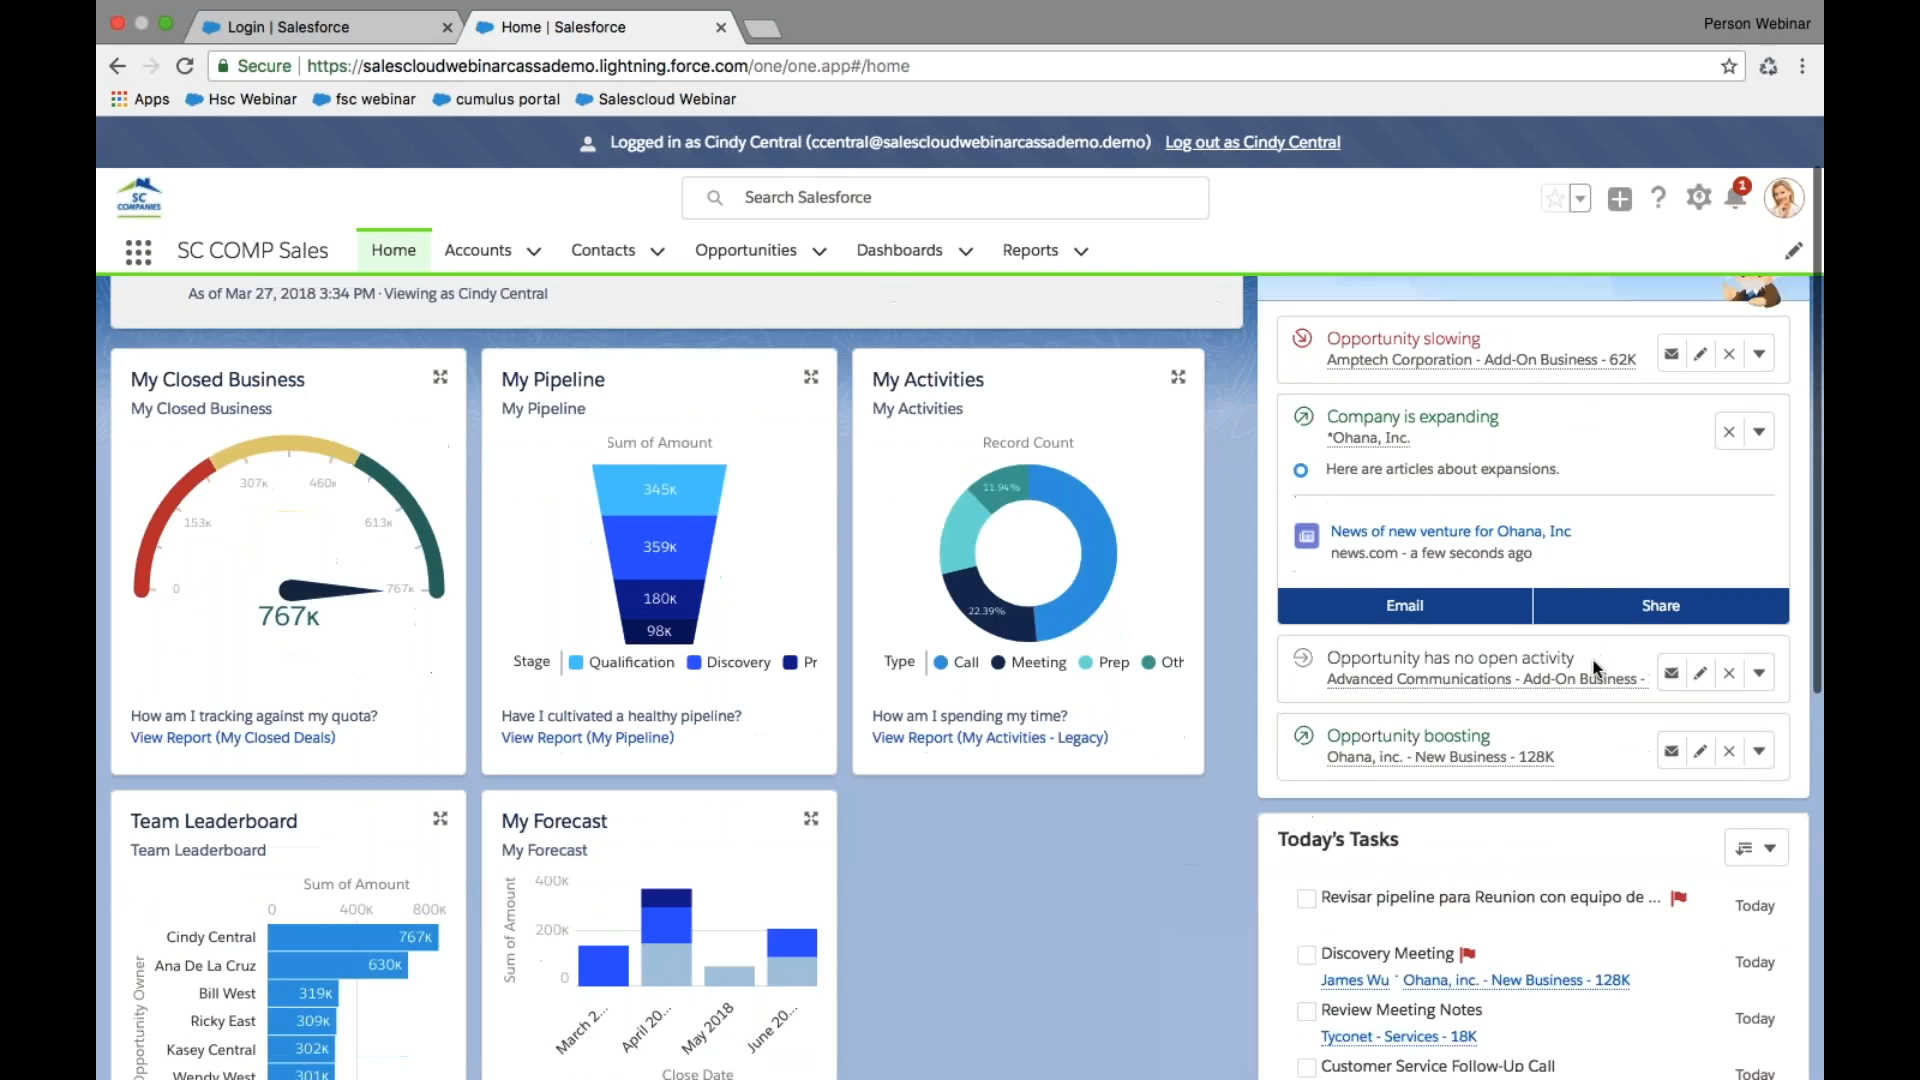 Login | Salesforce
Home | Salesforce
Person Webinar
Secure
https://salescloudwebinarcassademo.lightning.force.com/one/one.app#/home
Apps
Hsc Webinar
fsc webinar
cumulus portal
Salescloud Webinar
Logged in as Cindy Central (ccentral@salescloudwebinarcassademo.demo) Log out as Cindy Central
SC
COMPANIES
Search Salesforce
1
SC COMP Sales
Home
Accounts
Contacts
Opportunities
Dashboards
Reports
As of Mar 27, 2018 3:34 PM · Viewing as Cindy Central
My Closed Business
My Closed Business
307K
460K
153K
613K
0
767K
767K
How am I tracking against my quota?
View Report (My Closed Deals)
My Pipeline
My Pipeline
Sum of Amount
345K
359K
180K
98K
Stage
Qualification
Discovery
Pr
Have I cultivated a healthy pipeline?
View Report (My Pipeline)
My Activities
My Activities
Record Count
11.94%
22.39%
Type
Call
Meeting
Prep
Oth
How am I spending my time?
View Report (My Activities - Legacy)
Team Leaderboard
Team Leaderboard
Sum of Amount
0
400K
800K
Opportunity Owner
Cindy Central
767K
Ana De La Cruz
630K
Bill West
319K
Ricky East
309K
Kasey Central
302K
Wendy West
301K
My Forecast
My Forecast
Sum of Amount
400K
200K
0
March 2...
April 20...
May 2018
June 20...
Close Date
Opportunity slowing
Amptech Corporation - Add-On Business - 62K
Company is expanding
*Ohana, Inc.
Here are articles about expansions.
News of new venture for Ohana, Inc
news.com - a few seconds ago
Email
Share
Opportunity has no open activity
Advanced Communications - Add-On Business -
Opportunity boosting
Ohana, inc. - New Business - 128K
Today's Tasks
Revisar pipeline para Reunion con equipo de ...
Today
Discovery Meeting
Today
James Wu
Ohana, inc. - New Business - 128K
Review Meeting Notes
Today
Tyconet - Services - 18K
Customer Service Follow-Up Call
Today